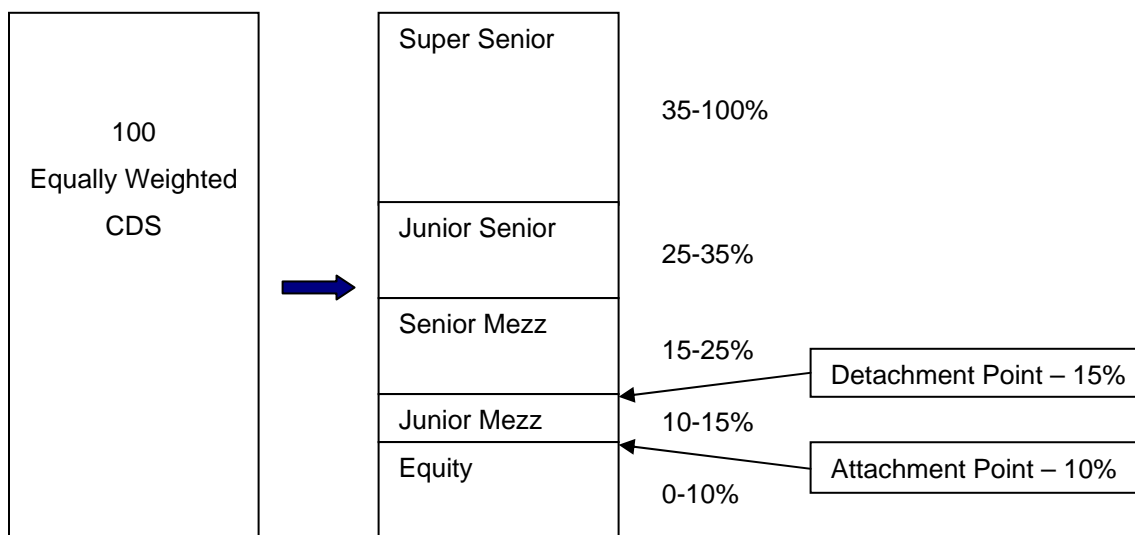 100
Equally Weighted
CDS
Super Senior
35-100%
Junior Senior
25-35%
Senior Mezz
15-25%
Detachment Point – 15%
Junior Mezz
10-15%
Equity
Attachment Point – 10%
0-10%